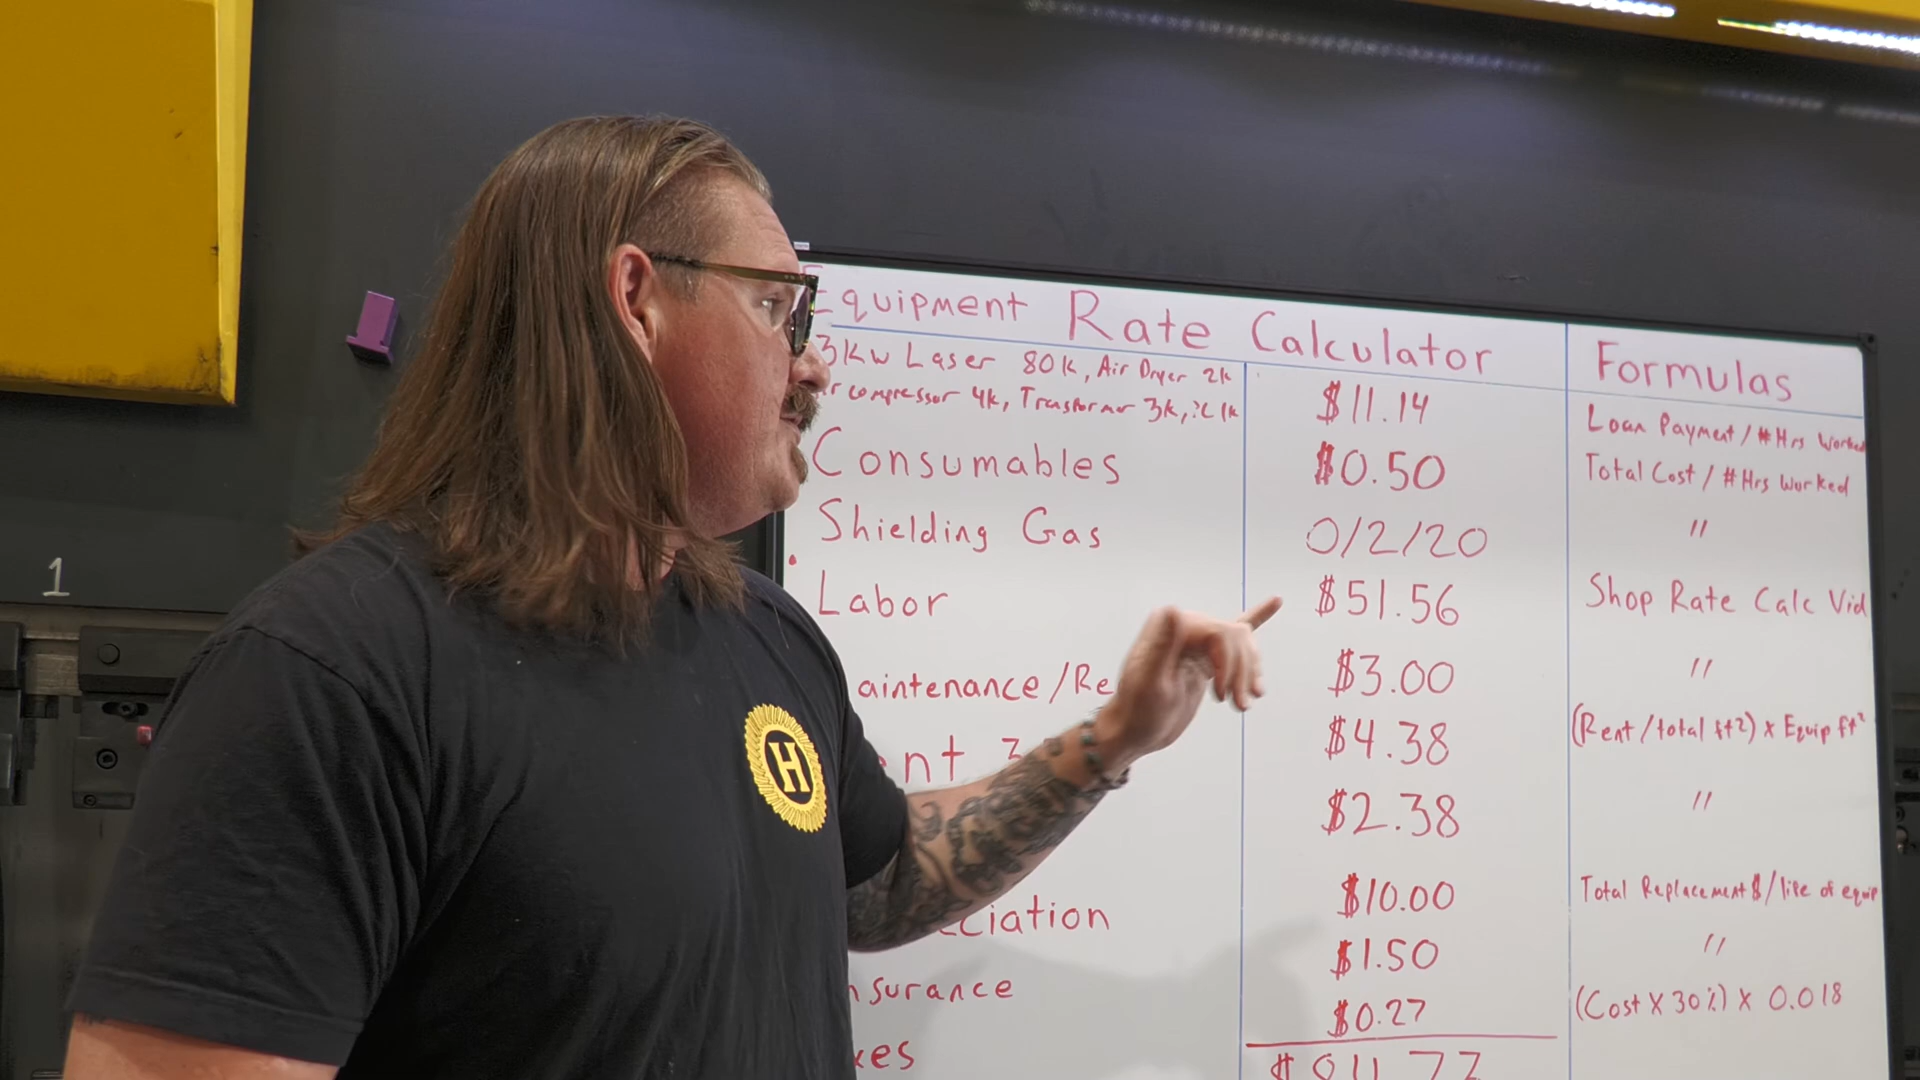 Equipment Rate Calculator
Formulas
3kw Laser 80k, Air Dryer 2k
r compressor 4k, Transformer 3k, 1k
$11.14
Loan Payment / # Hrs Worked
Consumables
$0.50
Total Cost / # Hrs Worked
Shielding Gas
0/2/20
"
Labor
$51.56
Shop Rate Calc Vid
aintenance/Re
$3.00
"
nt 3
$4.38
(Rent/total ft²) x Equip ft²
$2.38
"
ciation
$10.00
Total Replacement $/life of equip
nsurance
$1.50
"
xes
$0.27
(Cost X 30%) X 0.018
1
H